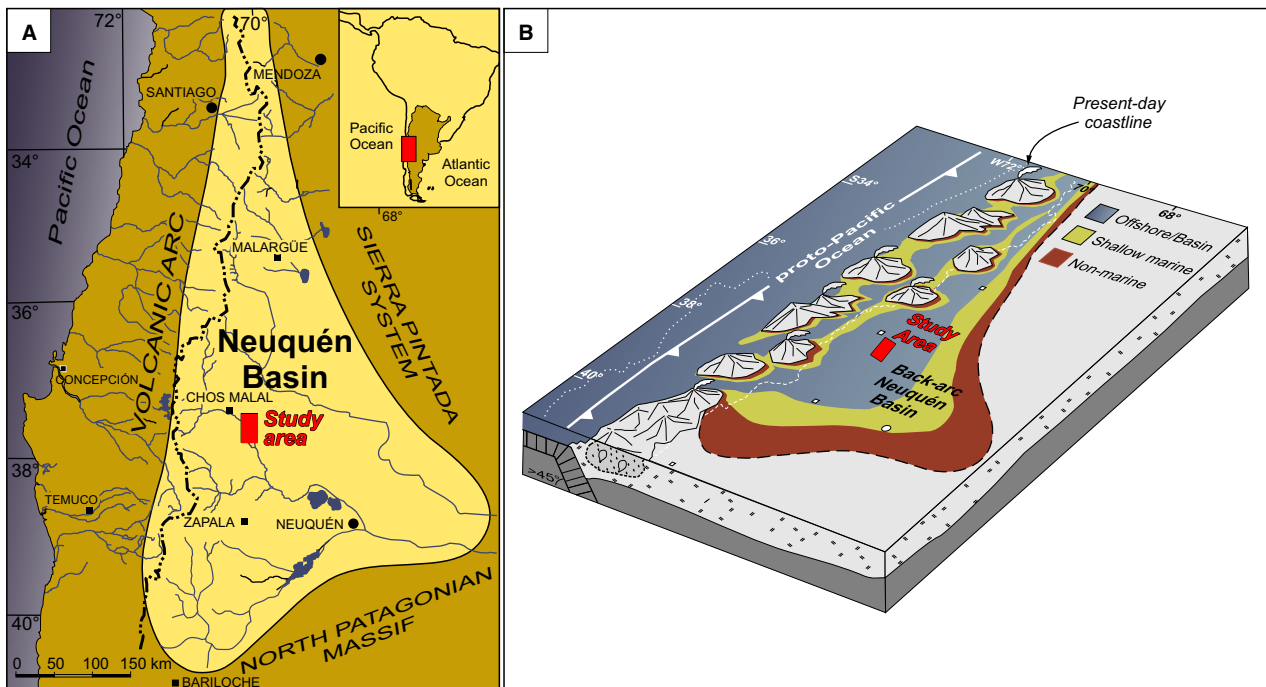 A
72°
70°
MENDOZA
SANTIAGO
Pacific Ocean
34°
Pacific
Ocean
Atlantic
Ocean
68°
MALARGÜE
VOLCANIC ARC
SIERRA PINTADA
SYSTEM
36°
Neuquén
Basin
CONCEPCIÓN
CHOS MALAL
Study
area
38°
TEMUCO
ZAPALA
NEUQUÉN
40°
NORTH PATAGONIAN
MASSIF
0 50 100 150 km
BARILOCHE
B
Present-day
coastline
W72°
70°
68°
S34°
36°
38°
40°
proto-Pacific
Ocean
Offshore/Basin
Shallow marine
Non-marine
Study
Area
Back-arc
Neuquén
Basin
>45°